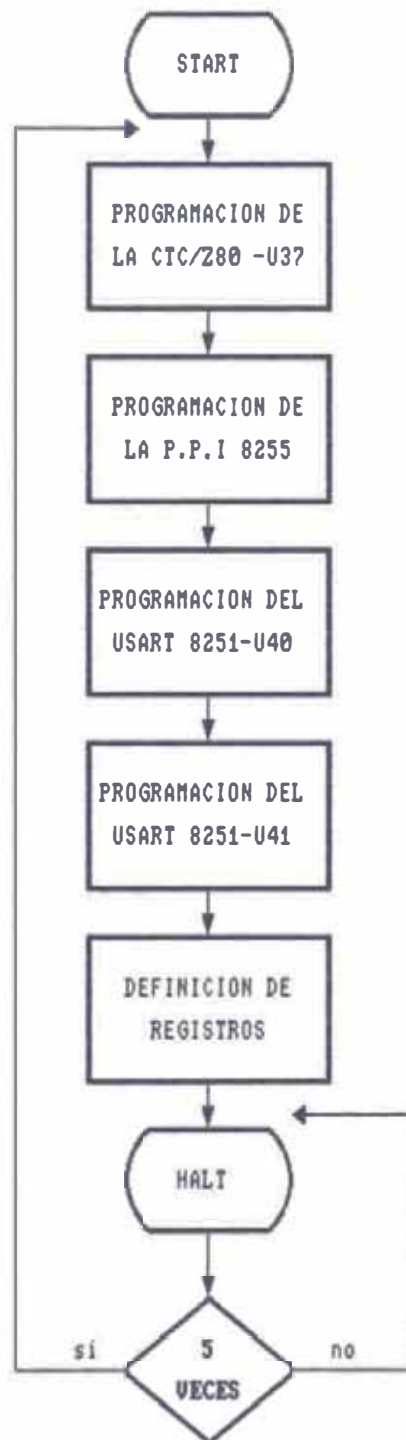 START
PROGRAMACION DE
LA CTC/Z80 -U37
PROGRAMACION DE
LA P.P.I 8255
PROGRAMACION DEL
USART 8251-U40
PROGRAMACION DEL
USART 8251-U41
DEFINICION DE
REGISTROS
HALT
si
5
no
VECES